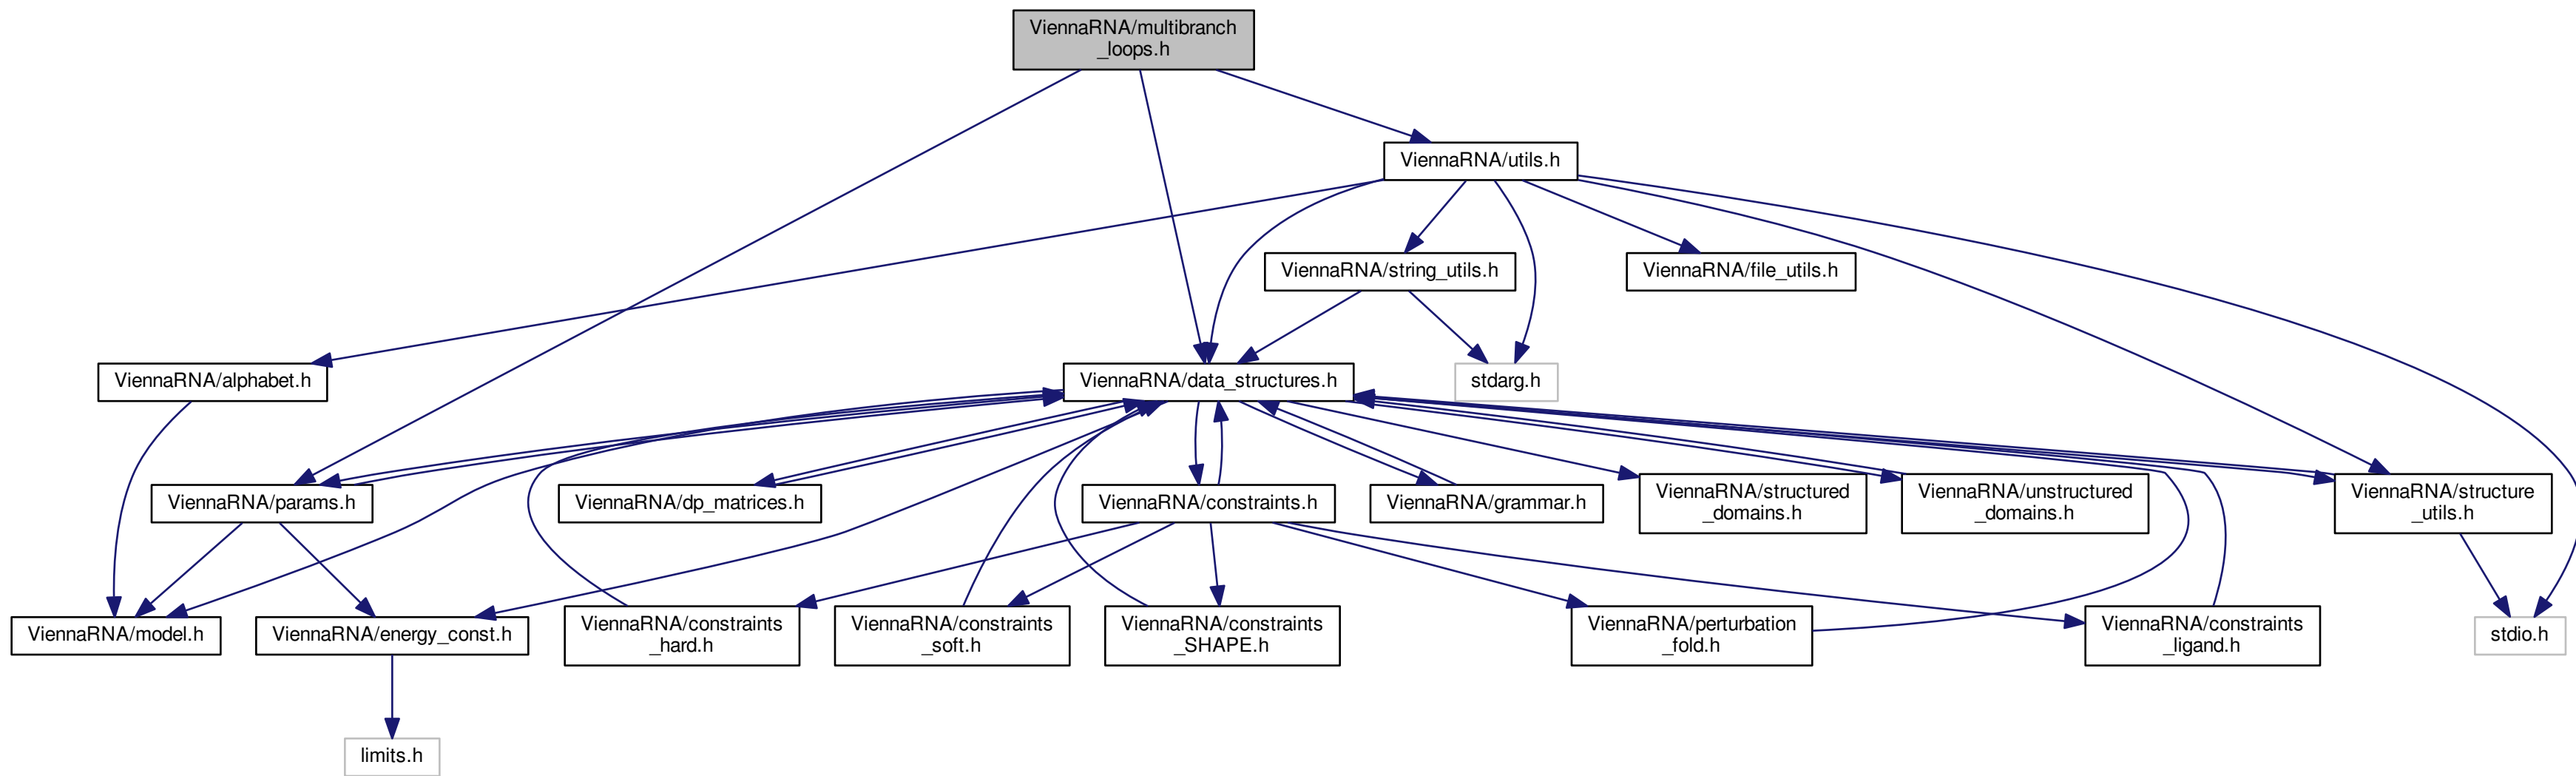 ViennaRNA/multibranch
_loops.h
ViennaRNA/utils.h
ViennaRNA/string_utils.h
ViennaRNA/file_utils.h
ViennaRNA/alphabet.h
ViennaRNA/data_structures.h
stdarg.h
ViennaRNA/params.h
ViennaRNA/dp_matrices.h
ViennaRNA/constraints.h
ViennaRNA/grammar.h
ViennaRNA/structured
_domains.h
ViennaRNA/unstructured
_domains.h
ViennaRNA/structure
_utils.h
ViennaRNA/model.h
ViennaRNA/energy_const.h
ViennaRNA/constraints
_hard.h
ViennaRNA/constraints
_soft.h
ViennaRNA/constraints
_SHAPE.h
ViennaRNA/perturbation
_fold.h
ViennaRNA/constraints
_ligand.h
stdio.h
limits.h